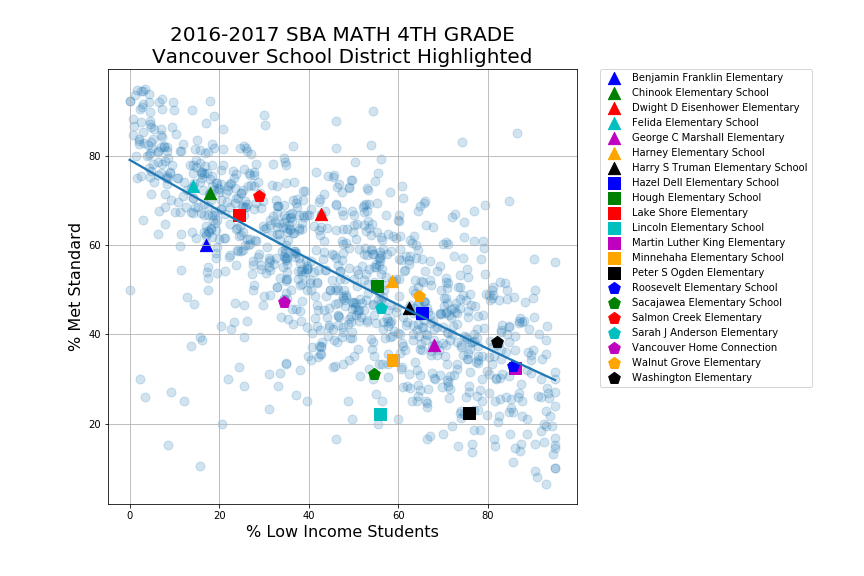 2016-2017 SBA MATH 4TH GRADE
Vancouver School District Highlighted
% Met Standard
80
60
40
20
0
20
40
60
80
% Low Income Students
Benjamin Franklin Elementary
Chinook Elementary School
Dwight D Eisenhower Elementary
Felida Elementary School
George C Marshall Elementary
Harney Elementary School
Harry S Truman Elementary School
Hazel Dell Elementary School
Hough Elementary School
Lake Shore Elementary
Lincoln Elementary School
Martin Luther King Elementary
Minnehaha Elementary School
Peter S Ogden Elementary
Roosevelt Elementary School
Sacajawea Elementary School
Salmon Creek Elementary
Sarah J Anderson Elementary
Vancouver Home Connection
Walnut Grove Elementary
Washington Elementary